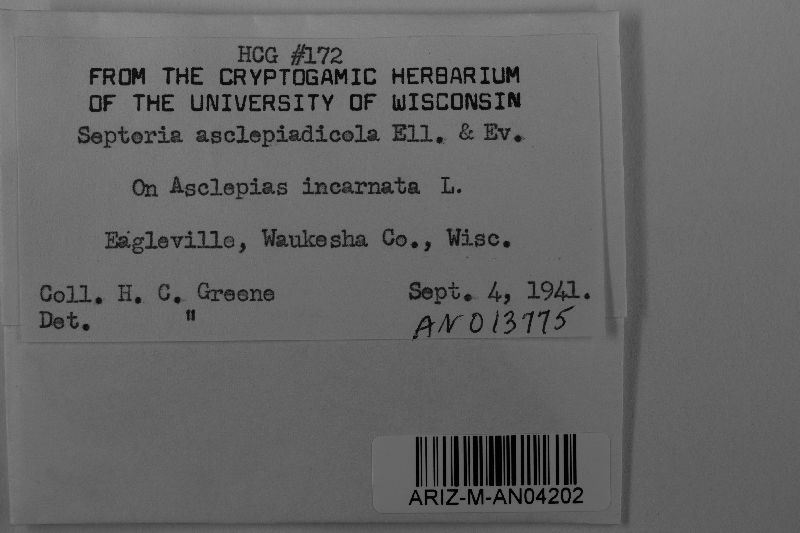 HCG #172
FROM THE CRYPTOGAMIC HERBARIUM
OF THE UNIVERSITY OF WISCONSIN
Septoria asclepiadicola Ell. & Ev.
On Asclepias incarnata L.
Eagleville, Waukesha Co., Wisc.
Coll. H. C. Greene Sept. 4, 1941.
Det. " AN013775
ARIZ-M-AN04202